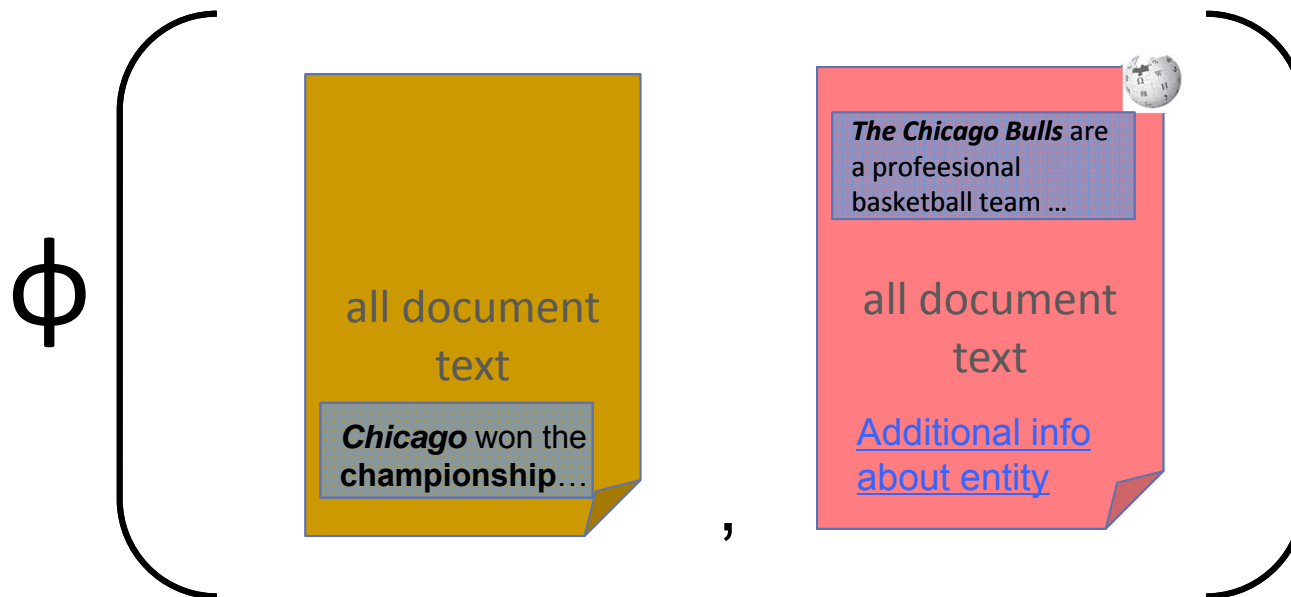 ϕ
all document
text
Chicago won the
championship…
,
The Chicago Bulls are
a profeesional
basketball team …
all document
text
Additional info
about entity